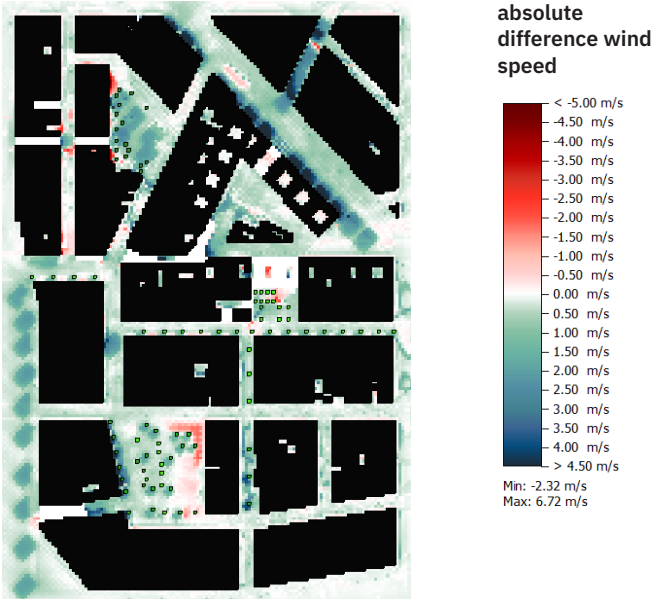 absolute
difference wind
speed
< -5.00 m/s
-4.50 m/s
-4.00 m/s
-3.50 m/s
-3.00 m/s
-2.50 m/s
-2.00 m/s
-1.50 m/s
-1.00 m/s
-0.50 m/s
0.00 m/s
0.50 m/s
1.00 m/s
1.50 m/s
2.00 m/s
2.50 m/s
3.00 m/s
3.50 m/s
4.00 m/s
> 4.50 m/s
Min: -2.32 m/s
Max: 6.72 m/s